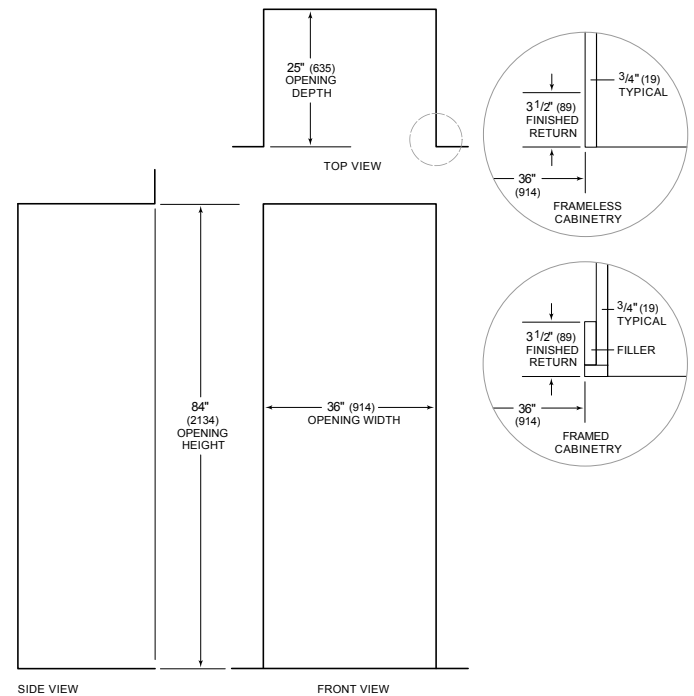 25" (635)
OPENING
DEPTH
TOP VIEW
3/4" (19)
TYPICAL
3 1/2" (89)
FINISHED
RETURN
36"
(914)
FRAMELESS
CABINETRY
3/4" (19)
TYPICAL
3 1/2" (89)
FINISHED
RETURN
FILLER
36"
(914)
FRAMED
CABINETRY
84"
(2134)
OPENING
HEIGHT
36" (914)
OPENING WIDTH
SIDE VIEW
FRONT VIEW